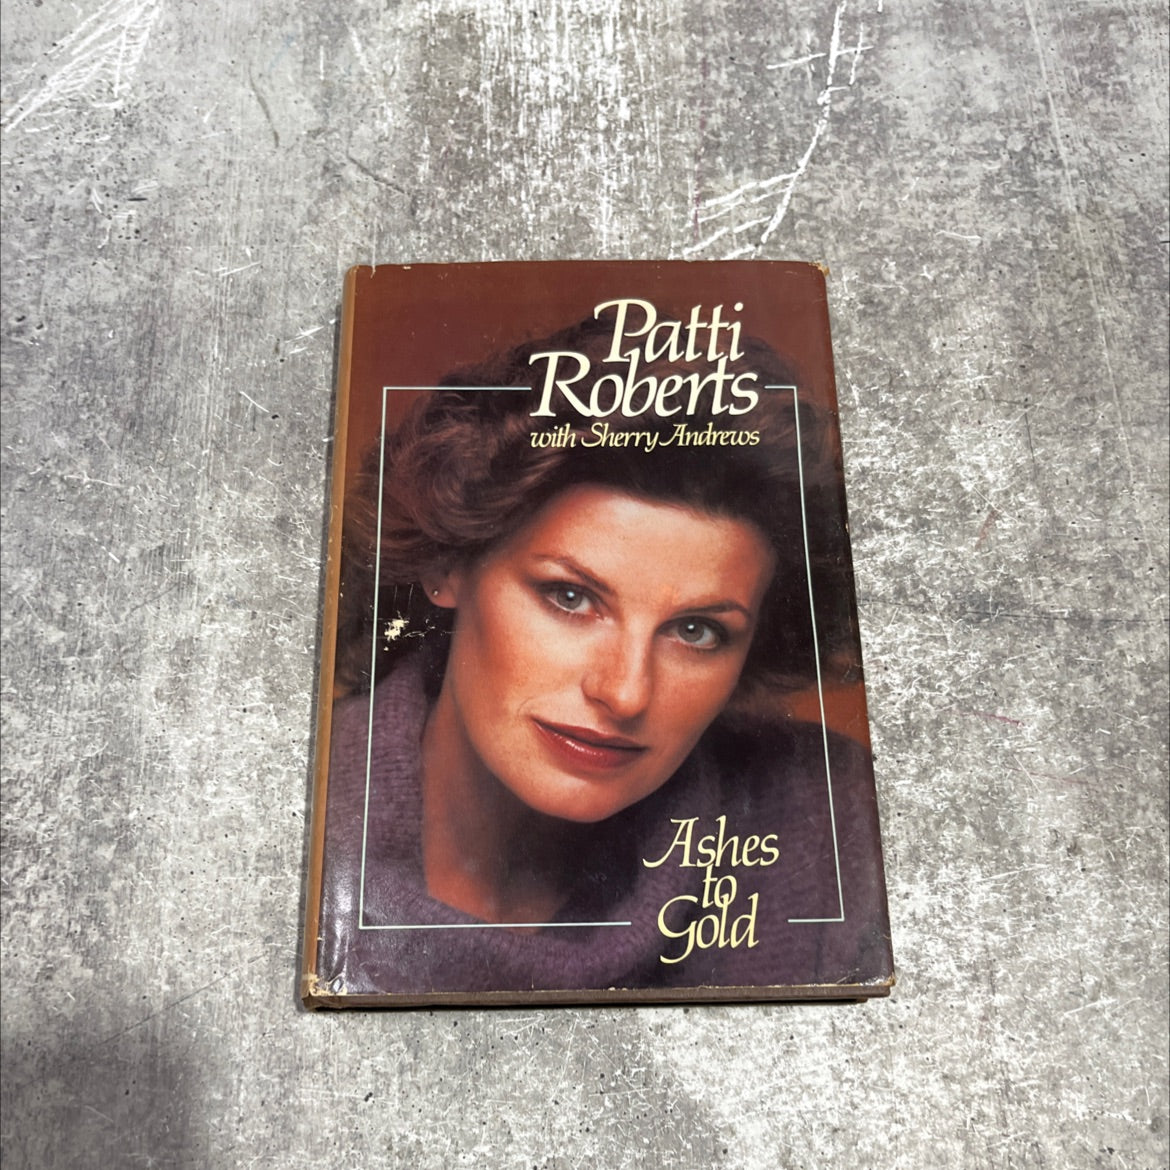 Patti
Roberts
with Sherry Andrews
Ashes
to
Gold